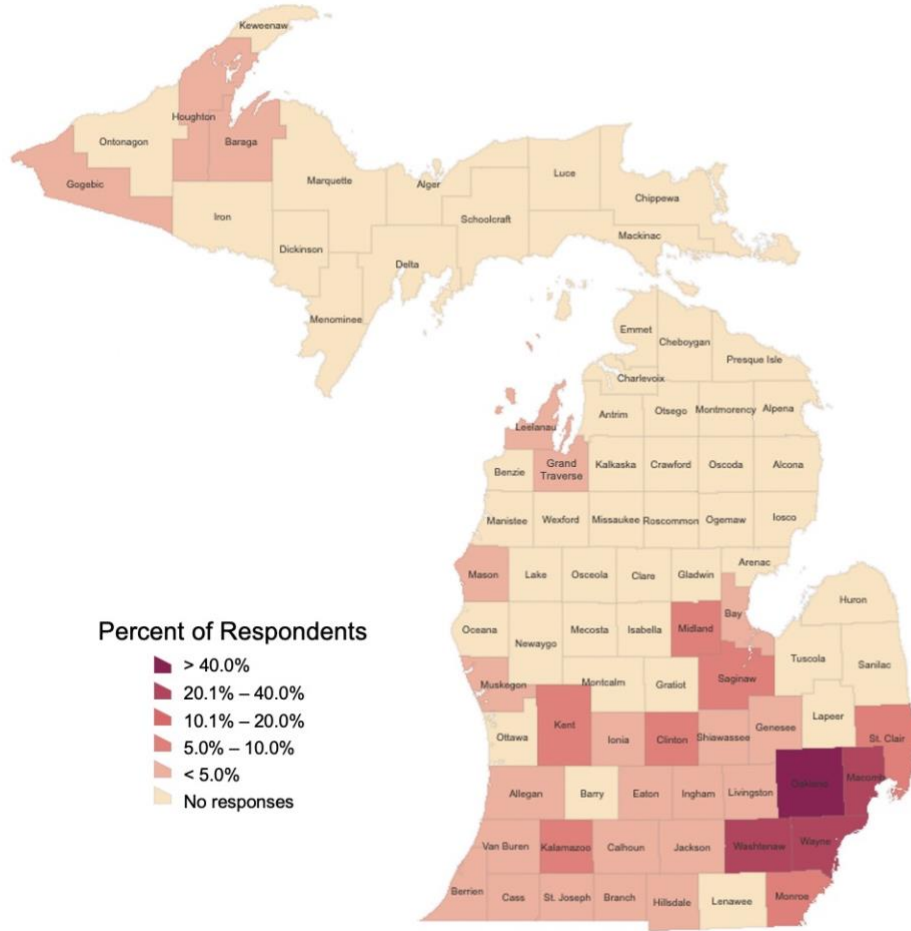 Keweenaw
Houghton
Ontonagon
Baraga
Gogebic
Marquette
Alger
Luce
Chippewa
Iron
Schoolcraft
Mackinac
Dickinson
Delta
Menominee
Emmet
Cheboygan
Presque Isle
Charlevoix
Antrim
Otsego
Montmorency
Alpena
Leelanau
Benzie
Grand
Traverse
Kalkaska
Crawford
Oscoda
Alcona
Manistee
Wexford
Missaukee
Roscommon
Ogemaw
Iosco
Arenac
Mason
Lake
Osceola
Clare
Gladwin
Huron
Bay
Oceana
Newaygo
Mecosta
Isabella
Midland
Tuscola
Sanilac
Saginaw
Muskegon
Montcalm
Gratiot
Lapeer
Ottawa
Kent
Ionia
Clinton
Shiawassee
Genesee
St. Clair
Oakland
Macomb
Allegan
Barry
Eaton
Ingham
Livingston
Van Buren
Kalamazoo
Calhoun
Jackson
Washtenaw
Wayne
Berrien
Cass
St. Joseph
Branch
Hillsdale
Lenawee
Monroe
Percent of Respondents
> 40.0%
20.1% – 40.0%
10.1% – 20.0%
5.0% – 10.0%
< 5.0%
No responses